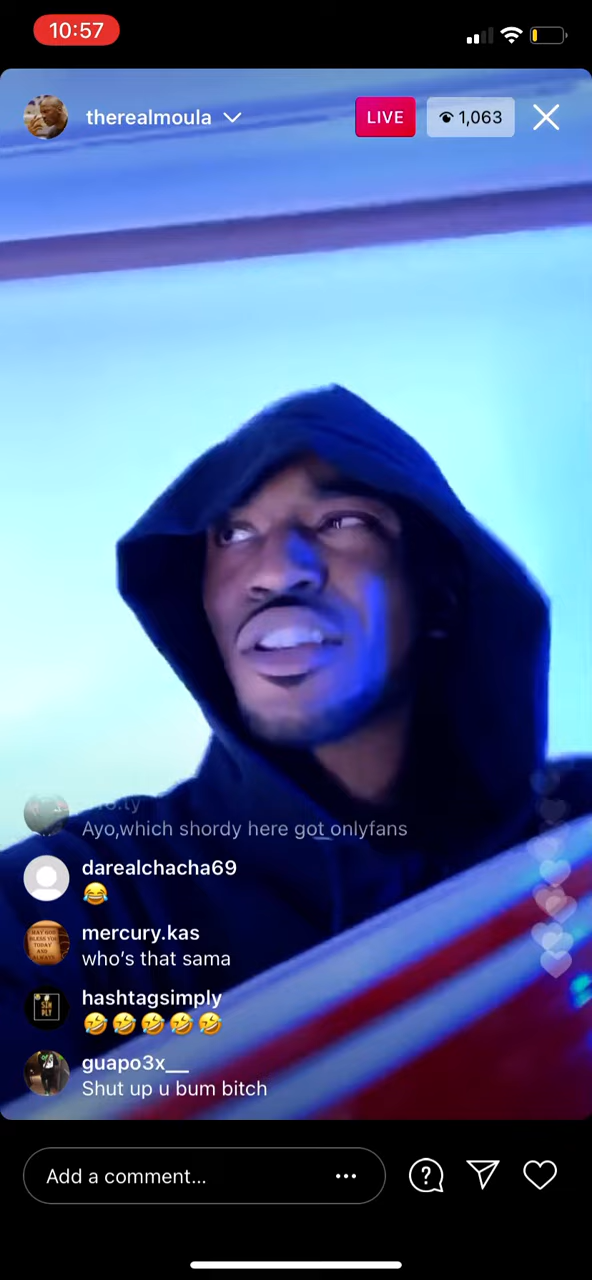 10:57
therealmoula
LIVE
1,063
Ayo,which shordy here got onlyfans
darealchacha69
😂
mercury.kas
who's that sama
hashtagsimply
🤣🤣🤣🤣🤣
guapo3x__
Shut up u bum bitch
Add a comment...